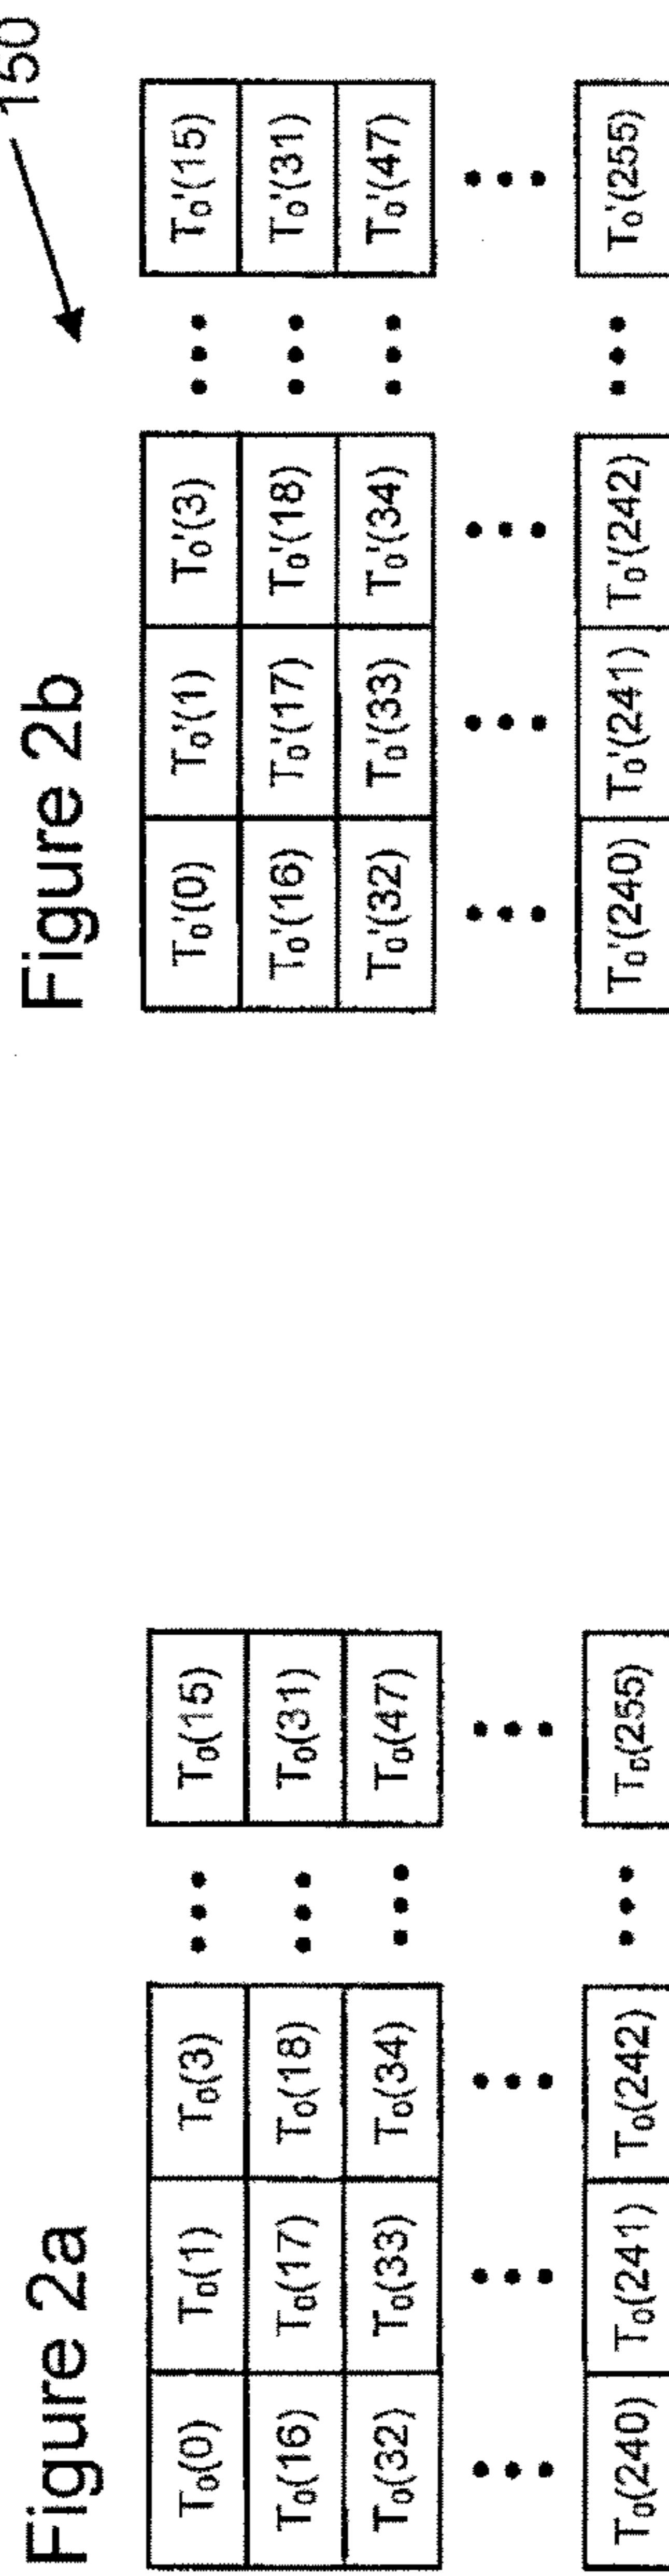 Figure 2a
T₀(0) T₀(1) T₀(3) ••• T₀(15)
T₀(16) T₀(17) T₀(18) ••• T₀(31)
T₀(32) T₀(33) T₀(34) ••• T₀(47)
T₀(240) T₀(241) T₀(242) ••• T₀(255)
Figure 2b
150
T₀'(0) T₀'(1) T₀'(3) ••• T₀'(15)
T₀'(16) T₀'(17) T₀'(18) ••• T₀'(31)
T₀'(32) T₀'(33) T₀'(34) ••• T₀'(47)
T₀'(240) T₀'(241) T₀'(242) ••• T₀'(255)